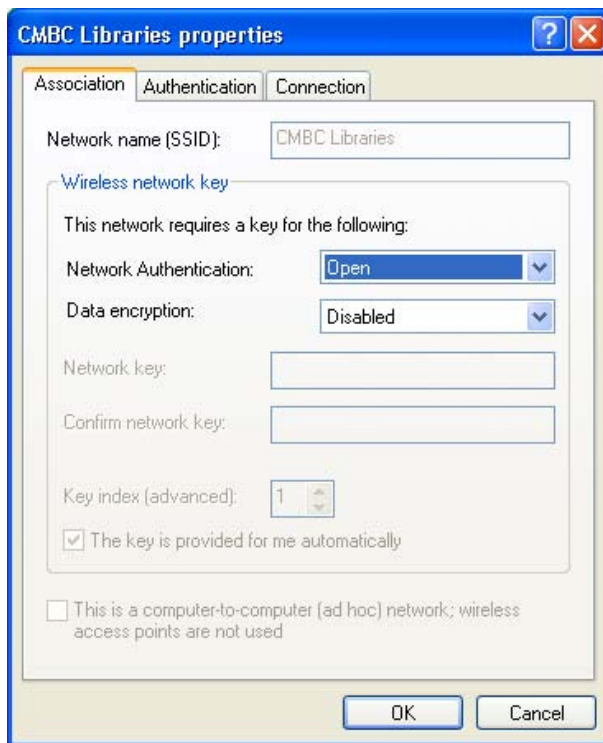 CMBC Libraries properties
Association Authentication Connection
Network name (SSID): CMBC Libraries
Wireless network key
This network requires a key for the following:
Network Authentication: Open
Data encryption: Disabled
Network key:
Confirm network key:
Key index (advanced): 1
The key is provided for me automatically
This is a computer-to-computer (ad hoc) network; wireless
access points are not used
OK Cancel